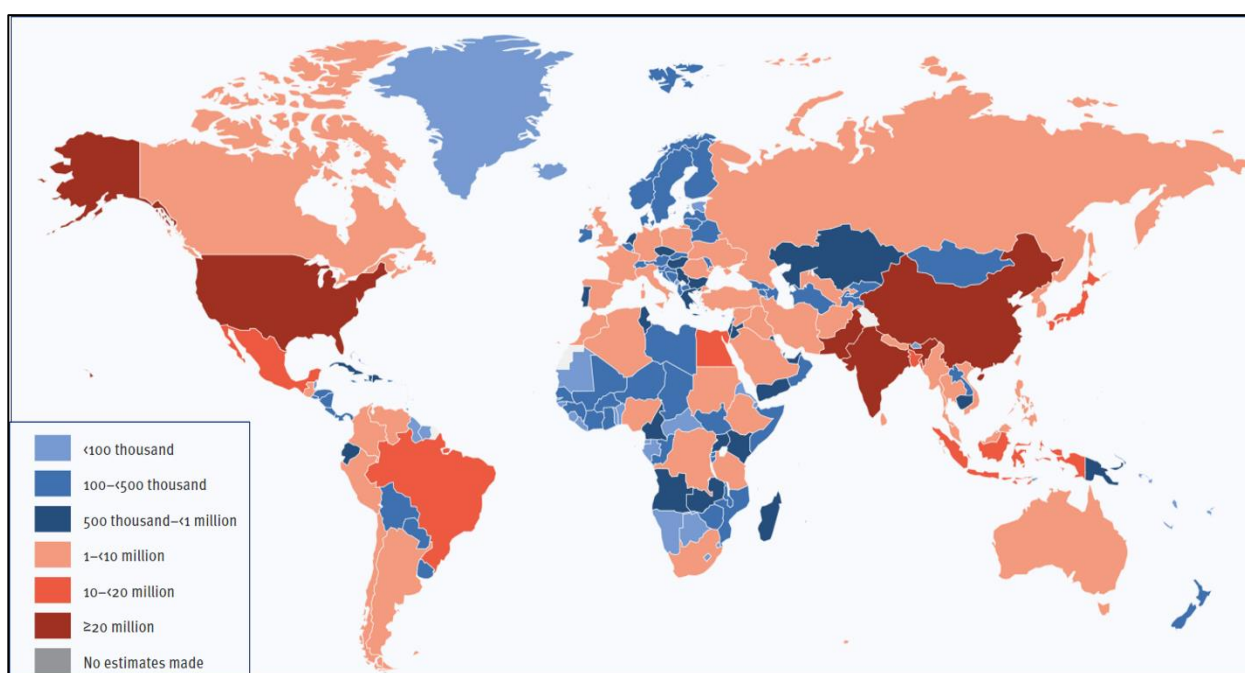 <100 thousand
100–<500 thousand
500 thousand–<1 million
1–<10 million
10–<20 million
≥20 million
No estimates made